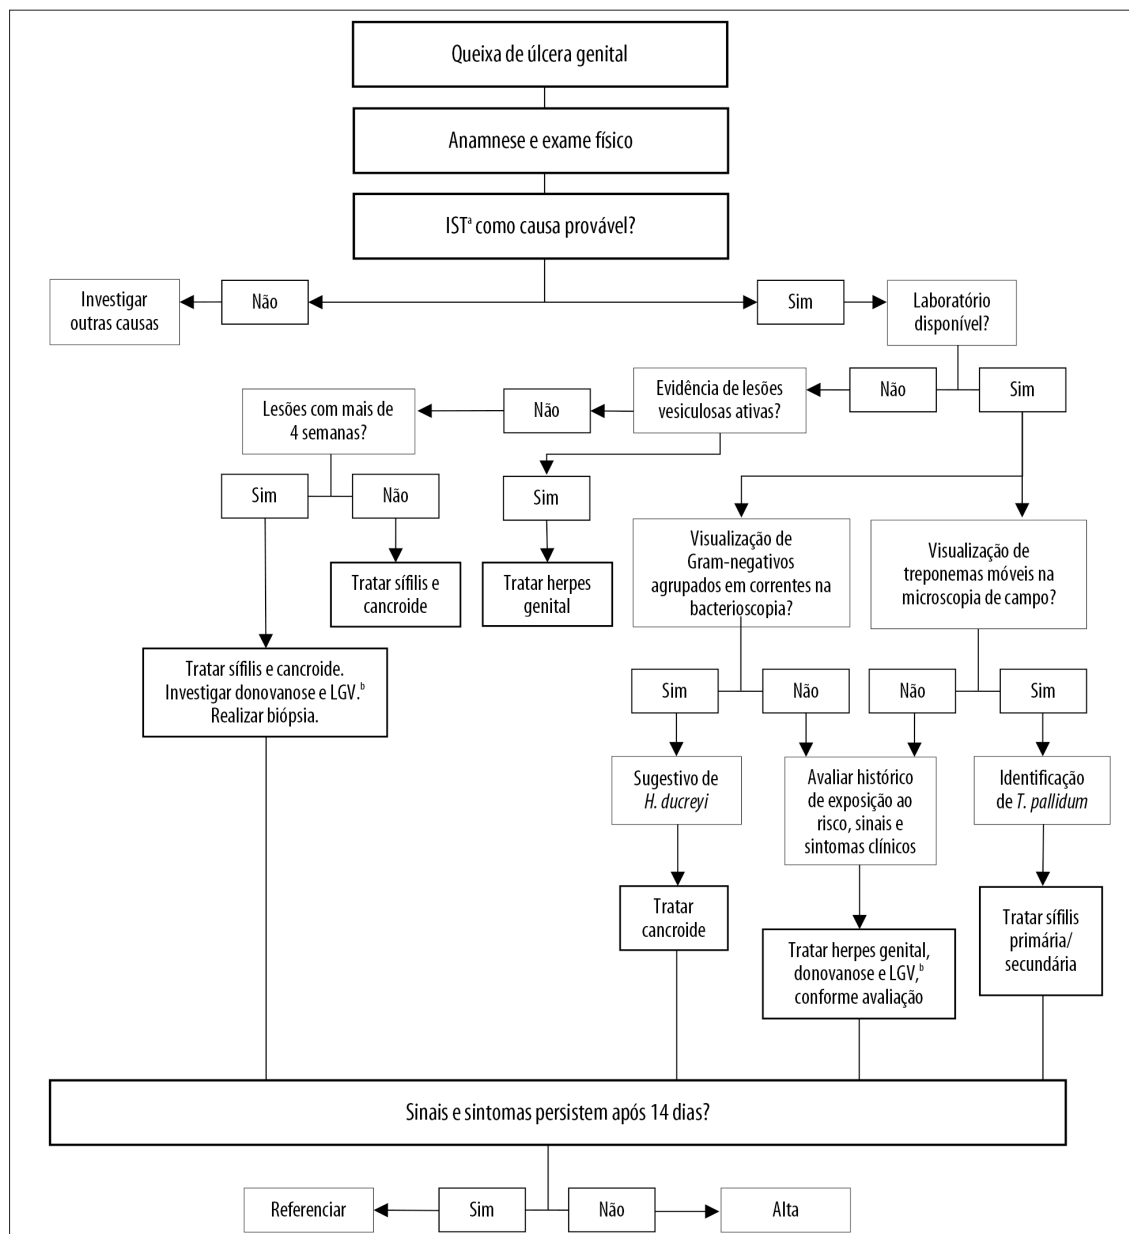 Queixa de úlcera genital
Anamnese e exame físico
ISTª como causa provável?
Investigar
outras causas
Não
Sim
Laboratório
disponível?
Lesões com mais de
4 semanas?
Não
Evidência de lesões
vesiculosas ativas?
Não
Sim
Sim
Não
Sim
Tratar sífilis e
cancroide
Tratar herpes
genital
Visualização de
Gram-negativos
agrupados em correntes na
bacterioscopia?
Visualização de
treponemas móveis na
microscopia de campo?
Tratar sífilis e cancroide.
Investigar donovanose e LGV.ᵇ
Realizar biópsia.
Sim
Não
Não
Sim
Sugestivo de
H. ducreyi
Avaliar histórico
de exposição ao
risco, sinais e
sintomas clínicos
Identificação
de T. pallidum
Tratar
cancroide
Tratar herpes genital,
donovanose e LGV,ᵇ
conforme avaliação
Tratar sífilis
primária/
secundária
Sinais e sintomas persistem após 14 dias?
Referenciar
Sim
Não
Alta